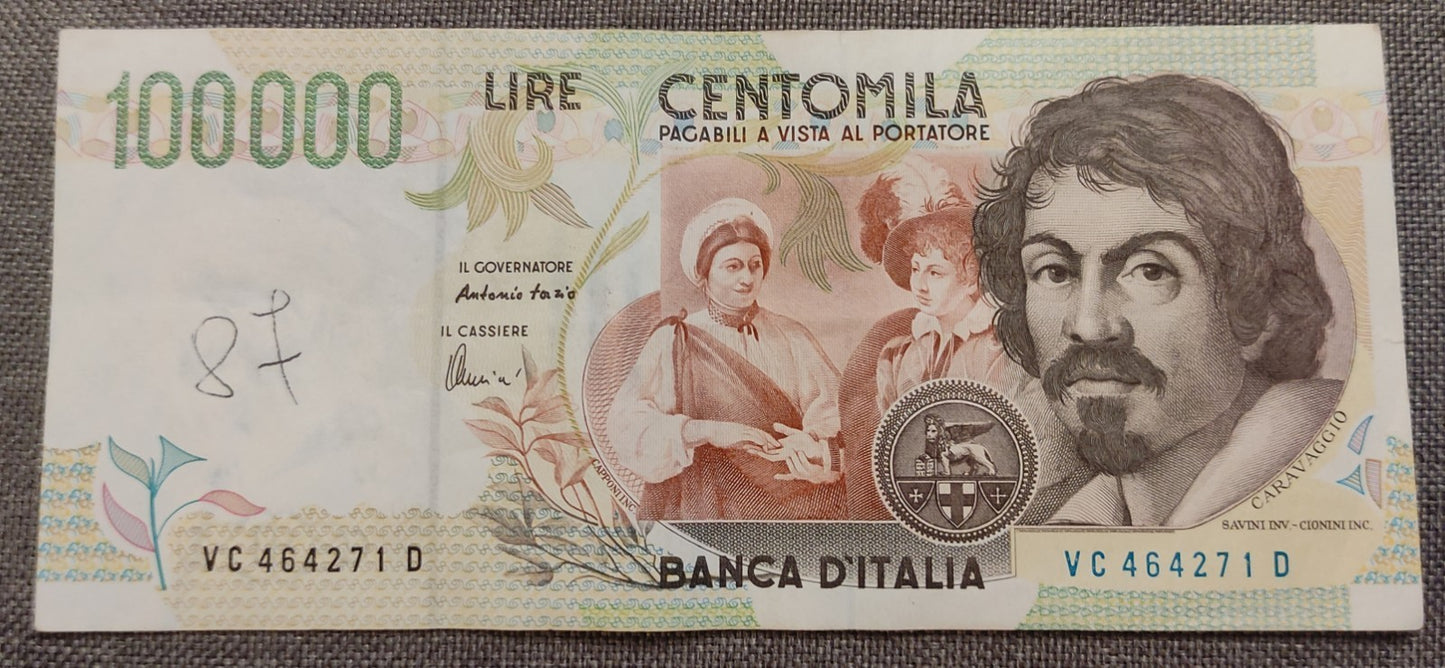 100000
LIRE CENTOMILA
PAGABILI A VISTA AL PORTATORE
IL GOVERNATORE
Antonio Fazio
IL CASSIERE
87
CAPPONI INC.
CARAVAGGIO
SAVINI INV. - CIONINI INC.
VC 464271 D
BANCA D'ITALIA
VC 464271 D